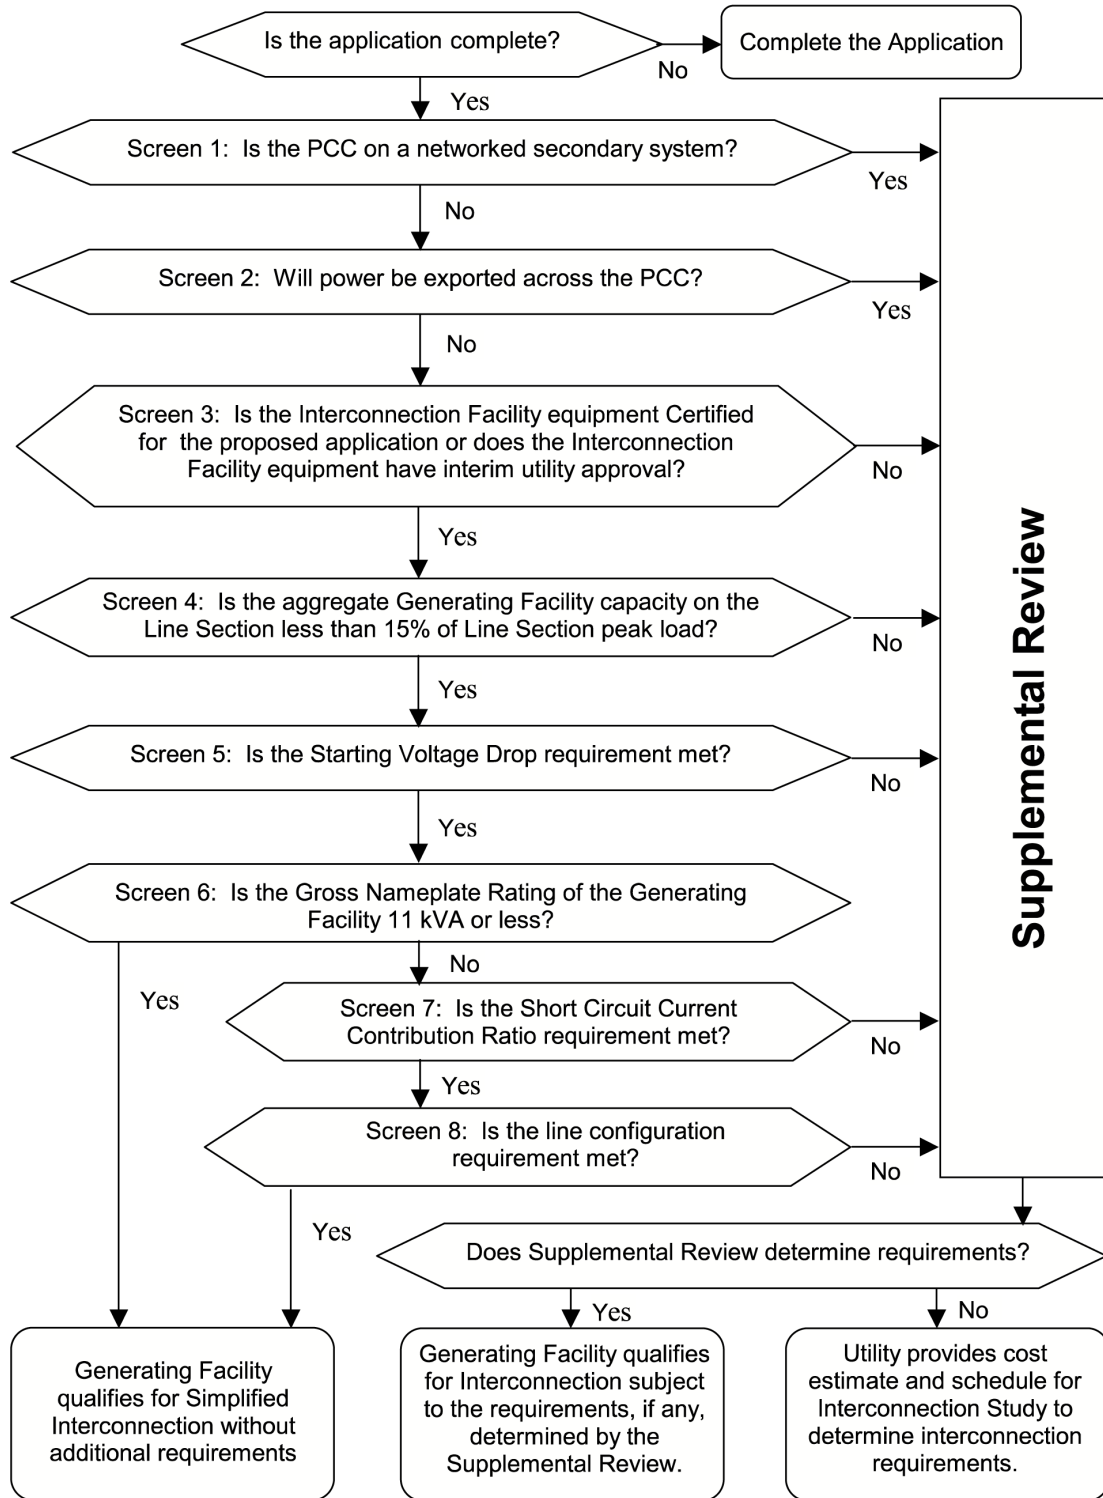 Is the application complete?
Complete the Application
No
Yes
Screen 1: Is the PCC on a networked secondary system?
Yes
No
Screen 2: Will power be exported across the PCC?
Yes
No
Screen 3: Is the Interconnection Facility equipment Certified
for the proposed application or does the Interconnection
Facility equipment have interim utility approval?
No
Yes
Screen 4: Is the aggregate Generating Facility capacity on the
Line Section less than 15% of Line Section peak load?
No
Yes
Screen 5: Is the Starting Voltage Drop requirement met?
No
Yes
Screen 6: Is the Gross Nameplate Rating of the Generating
Facility 11 kVA or less?
No
Yes
Screen 7: Is the Short Circuit Current
Contribution Ratio requirement met?
No
Yes
Screen 8: Is the line configuration
requirement met?
No
Yes
Supplemental Review
Does Supplemental Review determine requirements?
Yes
No
Generating Facility
qualifies for Simplified
Interconnection without
additional requirements
Generating Facility qualifies
for Interconnection subject
to the requirements, if any,
determined by the
Supplemental Review.
Utility provides cost
estimate and schedule for
Interconnection Study to
determine interconnection
requirements.